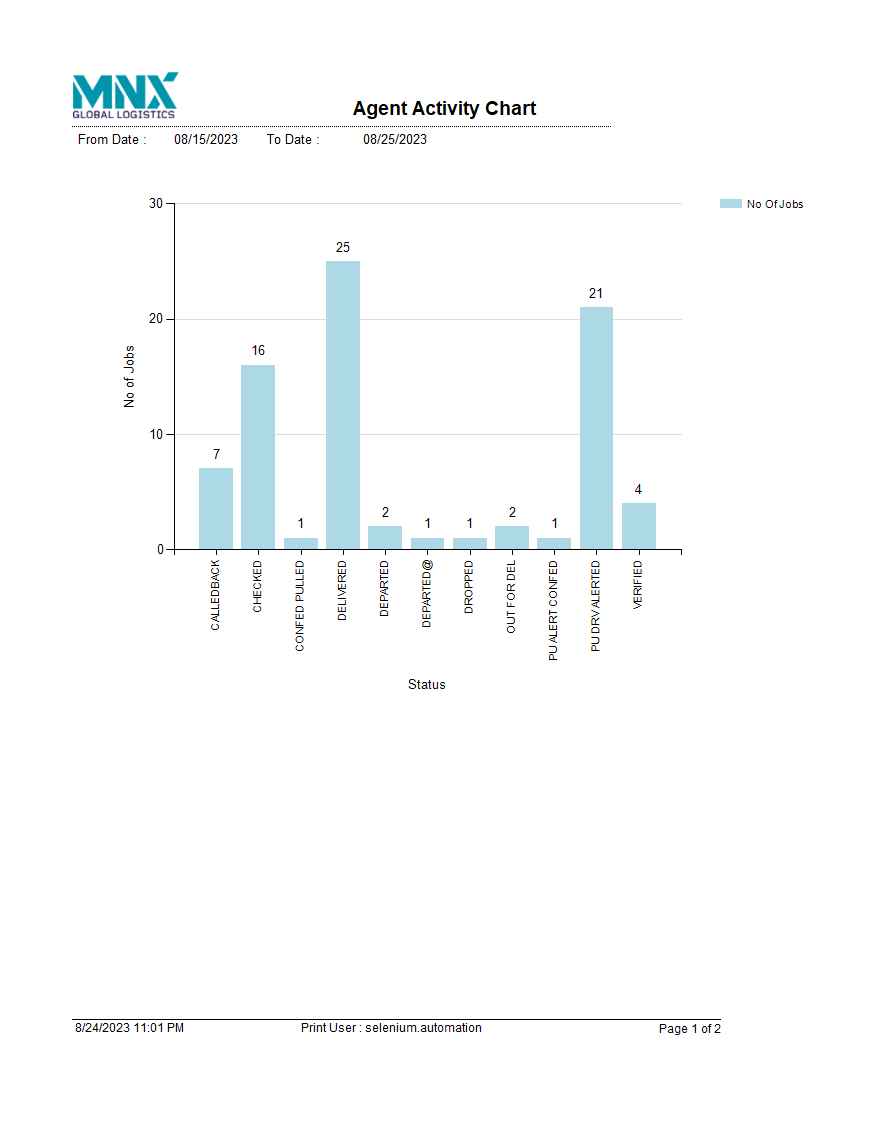 MNX
GLOBAL LOGISTICS
Agent Activity Chart
From Date : 08/15/2023 To Date : 08/25/2023
No Of Jobs
30
20
10
0
No of Jobs
7
16
1
25
2
1
1
2
1
21
4
CALLEDBACK
CHECKED
CONFED PULLED
DELIVERED
DEPARTED
DEPARTED@
DROPPED
OUT FOR DEL
PU ALERT CONFED
PU DRV ALERTED
VERIFIED
Status
8/24/2023 11:01 PM Print User : selenium.automation Page 1 of 2